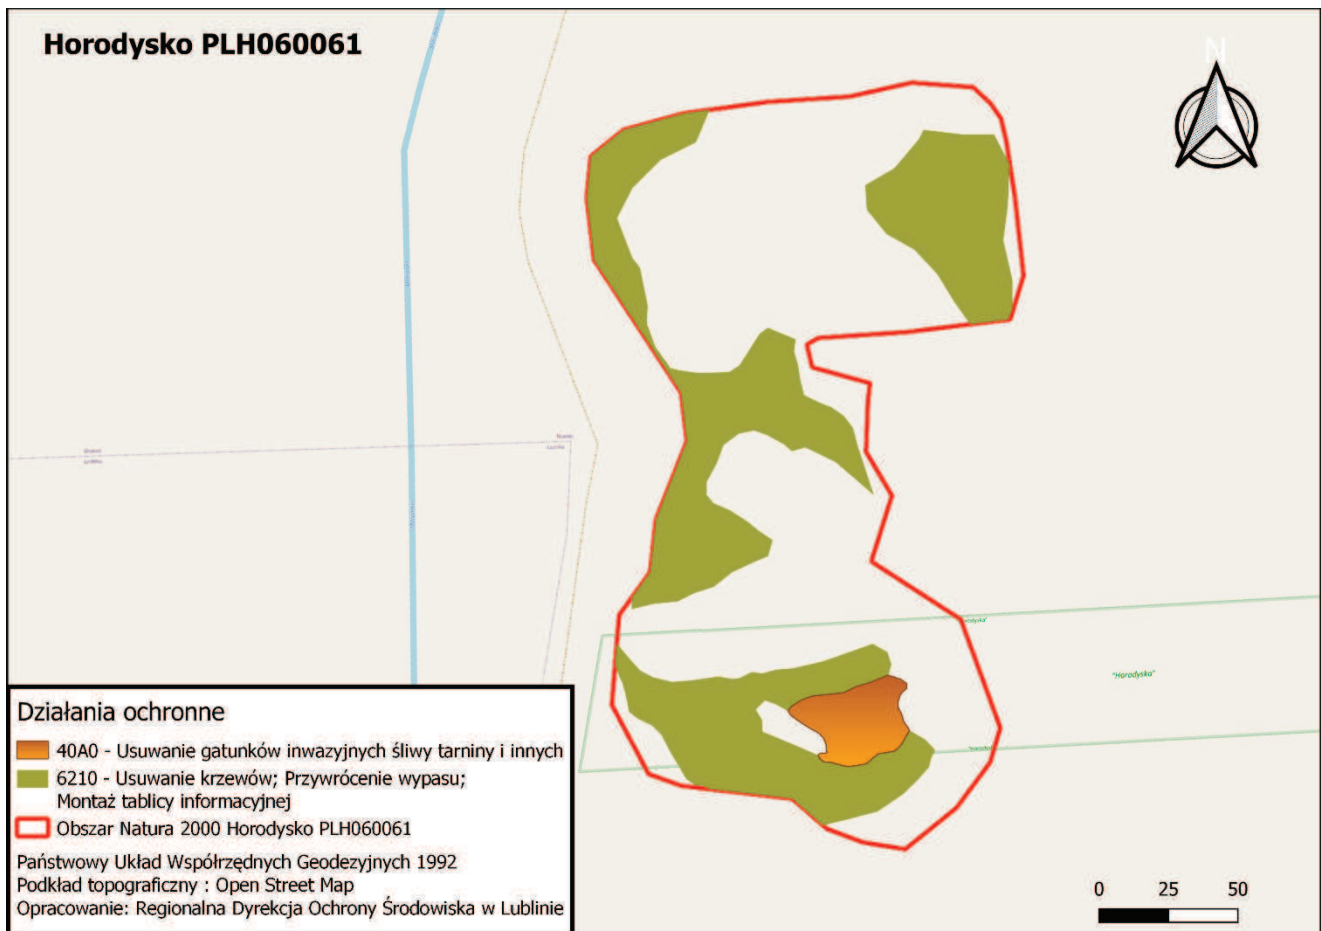 Horodysko PLH060061
N
"Horodyska"
Działania ochronne
40A0 - Usuwanie gatunków inwazyjnych śliwy tarniny i innych
6210 - Usuwanie krzewów; Przywrócenie wypasu;
Montaż tablicy informacyjnej
Obszar Natura 2000 Horodysko PLH060061
Państwowy Układ Współrzędnych Geodezyjnych 1992
Podkład topograficzny : Open Street Map
Opracowanie: Regionalna Dyrekcja Ochrony Środowiska w Lublinie
0 25 50